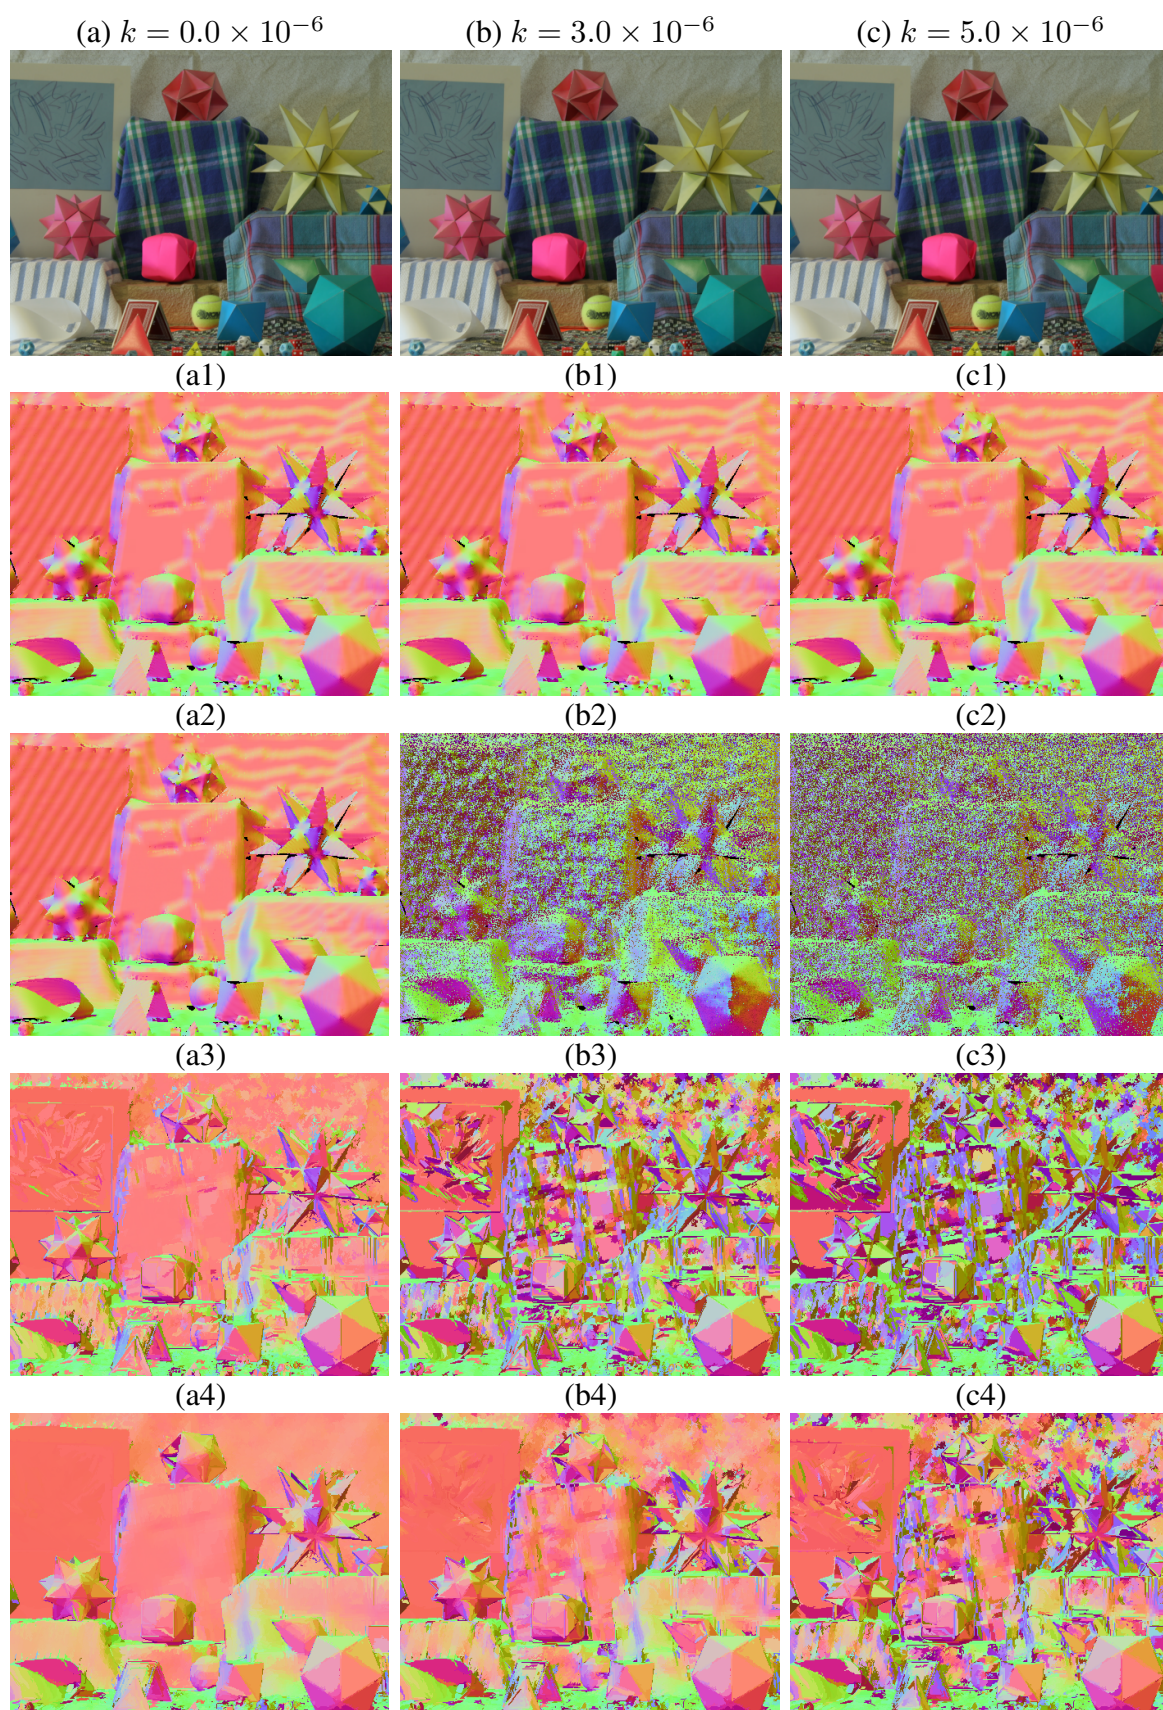 (a) k = 0.0 × 10⁻⁶ (b) k = 3.0 × 10⁻⁶ (c) k = 5.0 × 10⁻⁶
(a1) (b1) (c1)
(a2) (b2) (c2)
(a3) (b3) (c3)
(a4) (b4) (c4)